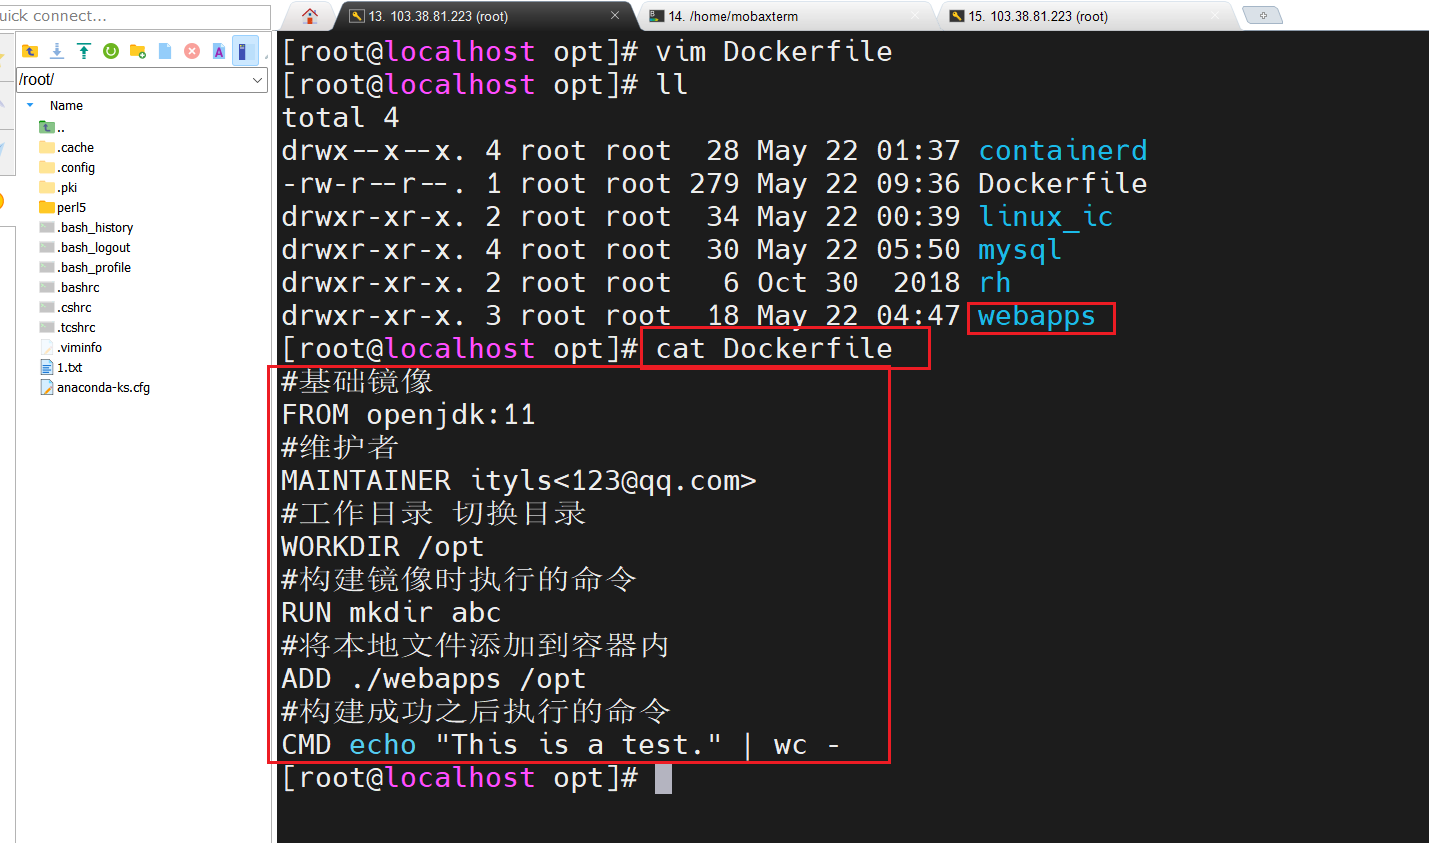 uick connect...
13. 103.38.81.223 (root)
14. /home/mobaxterm
15. 103.38.81.223 (root)
/root/
Name
..
.cache
.config
.pki
perl5
.bash_history
.bash_logout
.bash_profile
.bashrc
.cshrc
.tcshrc
.viminfo
1.txt
anaconda-ks.cfg
[root@localhost opt]# vim Dockerfile
[root@localhost opt]# ll
total 4
drwx--x--x. 4 root root  28 May 22 01:37 containerd
-rw-r--r--. 1 root root 279 May 22 09:36 Dockerfile
drwxr-xr-x. 2 root root  34 May 22 00:39 linux_ic
drwxr-xr-x. 4 root root  30 May 22 05:50 mysql
drwxr-xr-x. 2 root root   6 Oct 30  2018 rh
drwxr-xr-x. 3 root root  18 May 22 04:47 webapps
[root@localhost opt]# cat Dockerfile
#基础镜像
FROM openjdk:11
#维护者
MAINTAINER ityls<123@qq.com>
#工作目录 切换目录
WORKDIR /opt
#构建镜像时执行的命令
RUN mkdir abc
#将本地文件添加到容器内
ADD ./webapps /opt
#构建成功之后执行的命令
CMD echo "This is a test." | wc -
[root@localhost opt]#